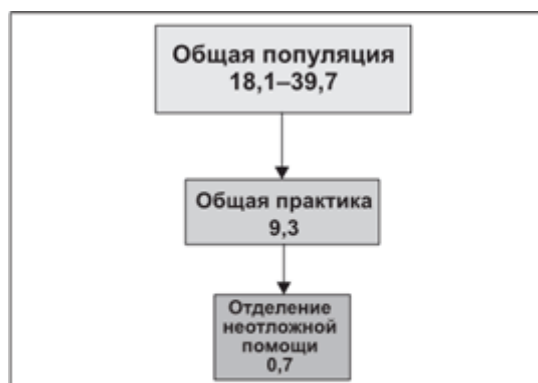 Общая популяция
18,1–39,7
Общая практика
9,3
Отделение
неотложной
помощи
0,7